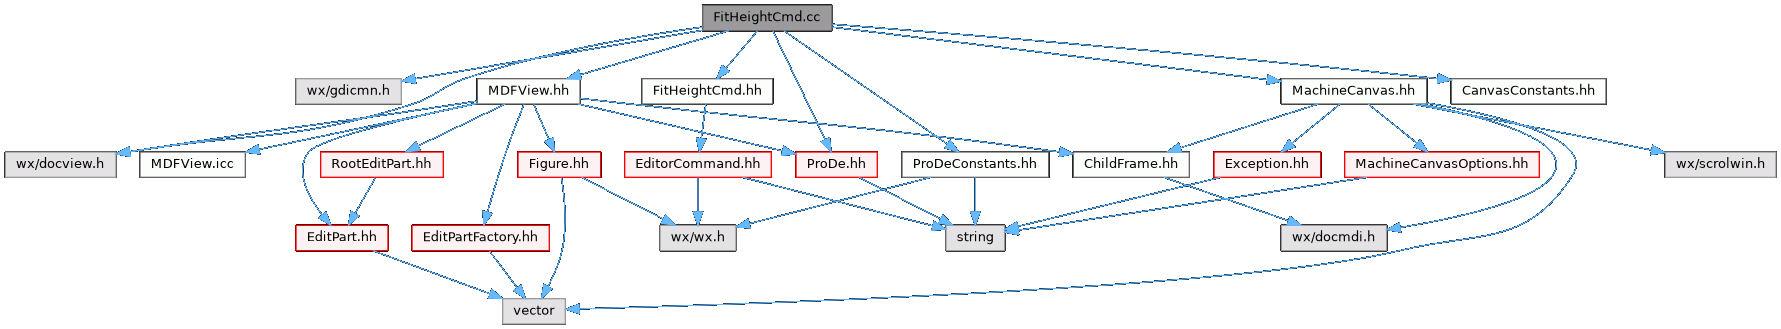 FitHeightCmd.cc
wx/gdicmn.h
MDFView.hh
FitHeightCmd.hh
MachineCanvas.hh
CanvasConstants.hh
wx/docview.h
MDFView.icc
RootEditPart.hh
Figure.hh
EditorCommand.hh
ProDe.hh
ProDeConstants.hh
ChildFrame.hh
Exception.hh
MachineCanvasOptions.hh
wx/scrolwin.h
EditPart.hh
EditPartFactory.hh
wx/wx.h
string
wx/docmdi.h
vector